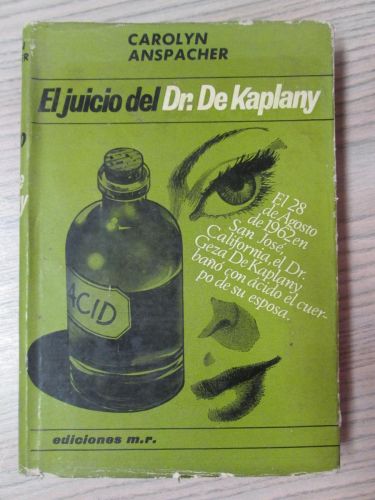 CAROLYN
ANSPACHER
El juicio del Dr. De Kaplany
ACID
El 28
de Agosto
de 1962, en
San José
California, el Dr.
Geza De Kaplany
bañó con ácido el cuer-
po de su esposa.
ediciones m.r.